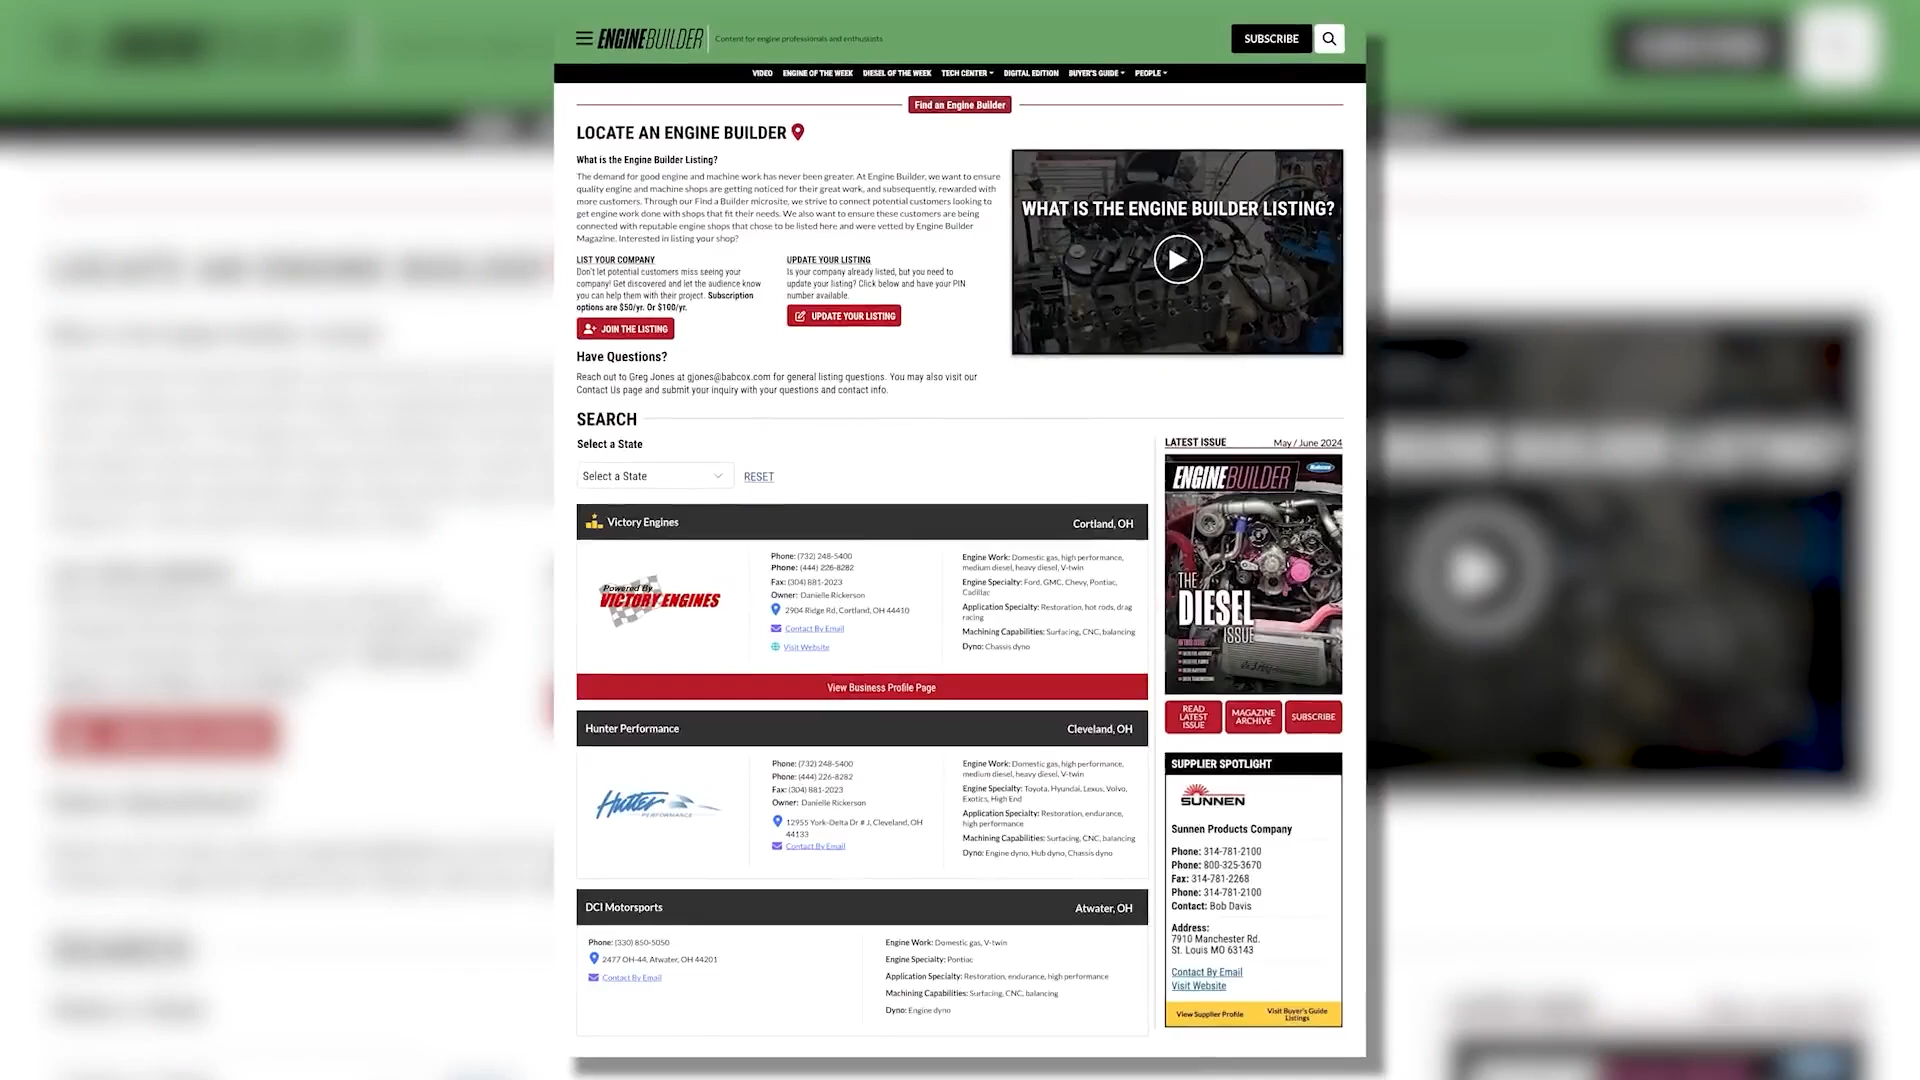 ENGINEBUILDER
Content for engine professionals and enthusiasts
SUBSCRIBE
VIDEO ENGINE OF THE WEEK DIESEL OF THE WEEK TECH CENTER DIGITAL EDITION BUYER'S GUIDE PEOPLE
Find an Engine Builder
LOCATE AN ENGINE BUILDER
What is the Engine Builder Listing?
The demand for good engine and machine work has never been greater. At Engine Builder, we want to ensure
quality engine and machine shops are getting noticed for their great work, and subsequently, rewarded with
more customers. Through our Find a Builder microsite, we strive to connect potential customers looking to
get engine work done with shops that fit their needs. We also want to ensure these customers are being
connected with reputable engine shops that chose to be listed here and were vetted by Engine Builder
Magazine. Interested in listing your shop?
LIST YOUR COMPANY
Don't let potential customers miss seeing your
company! Get discovered and let the audience know
you can help them with their project. Subscription
options are $50/yr. Or $100/yr.
JOIN THE LISTING
UPDATE YOUR LISTING
Is your company already listed, but you need to
update your listing? Click below and have your PIN
number available.
UPDATE YOUR LISTING
WHAT IS THE ENGINE BUILDER LISTING?
Have Questions?
Reach out to Greg Jones at gjones@babcox.com for general listing questions. You may also visit our
Contact Us page and submit your inquiry with your questions and contact info.
SEARCH
Select a State
Select a State
RESET
Victory Engines
Cortland, OH
Powered By
VICTORY ENGINES
Phone: (732) 248-5400
Phone: (444) 226-8282
Fax: (304) 881-2023
Owner: Danielle Rickerson
2904 Ridge Rd, Cortland, OH 44410
Contact By Email
Visit Website
Engine Work: Domestic gas, high performance,
medium diesel, heavy diesel, V-twin
Engine Specialty: Ford, GMC, Chevy, Pontiac,
Cadillac
Application Specialty: Restoration, hot rods, drag
racing
Machining Capabilities: Surfacing, CNC, balancing
Dyno: Chassis dyno
View Business Profile Page
Hunter Performance
Cleveland, OH
Hutter
PERFORMANCE
Phone: (732) 248-5400
Phone: (444) 226-8282
Fax: (304) 881-2023
Owner: Danielle Rickerson
12955 York-Delta Dr # J, Cleveland, OH
44133
Contact By Email
Engine Work: Domestic gas, high performance,
medium diesel, heavy diesel, V-twin
Engine Specialty: Toyota, Hyundai, Lexus, Volvo,
Exotics, High End
Application Specialty: Restoration, endurance,
high performance
Machining Capabilities: Surfacing, CNC, balancing
Dyno: Engine dyno, Hub dyno, Chassis dyno
DCI Motorsports
Atwater, OH
Phone: (330) 850-5050
2477 OH-44, Atwater, OH 44201
Contact By Email
Engine Work: Domestic gas, V-twin
Engine Specialty: Pontiac
Application Specialty: Restoration, endurance, high performance
Machining Capabilities: Surfacing, CNC, balancing
Dyno: Engine dyno
LATEST ISSUE
May / June 2024
ENGINEBUILDER
THE
DIESEL
ISSUE
READ
LATEST
ISSUE
MAGAZINE
ARCHIVE
SUBSCRIBE
SUPPLIER SPOTLIGHT
SUNNEN
Sunnen Products Company
Phone: 314-781-2100
Phone: 800-325-3670
Fax: 314-781-2268
Phone: 314-781-2100
Contact: Bob Davis
Address:
7910 Manchester Rd.
St. Louis MO 63143
Contact By Email
Visit Website
View Supplier Profile
Visit Buyer's Guide
Listings